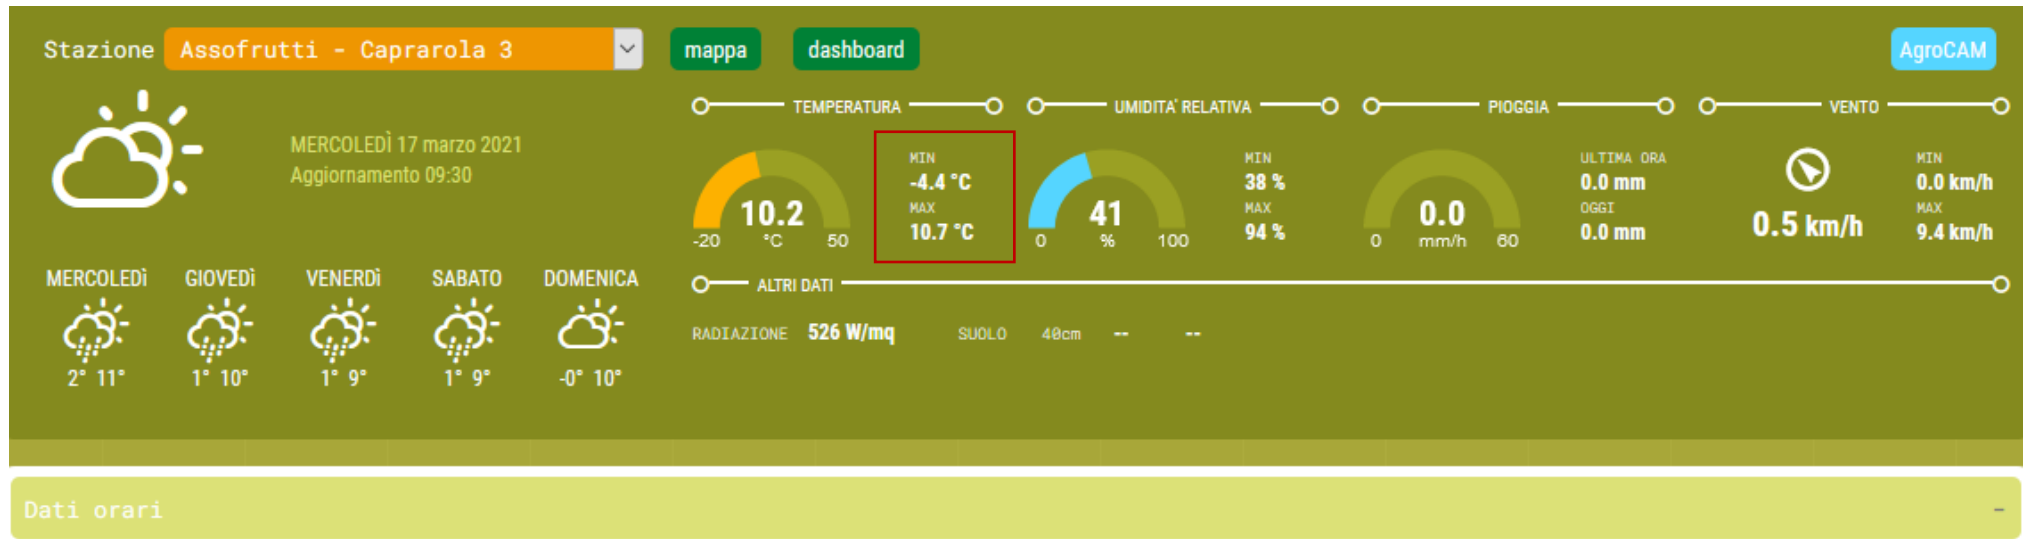 Stazione Assofrutti - Caprarola 3 mappa dashboard AgroCAM
MERCOLEDÌ 17 marzo 2021
Aggiornamento 09:30
TEMPERATURA
10.2
°C
-20 50
MIN
-4.4 °C
MAX
10.7 °C
UMIDITA' RELATIVA
41
%
0 100
MIN
38 %
MAX
94 %
PIOGGIA
0.0
mm/h
0 60
ULTIMA ORA
0.0 mm
OGGI
0.0 mm
VENTO
0.5 km/h
MIN
0.0 km/h
MAX
9.4 km/h
MERCOLEDÌ GIOVEDÌ VENERDÌ SABATO DOMENICA
2° 11° 1° 10° 1° 9° 1° 9° -0° 10°
ALTRI DATI
RADIAZIONE 526 W/mq SUOLO 40cm -- --
Dati orari -